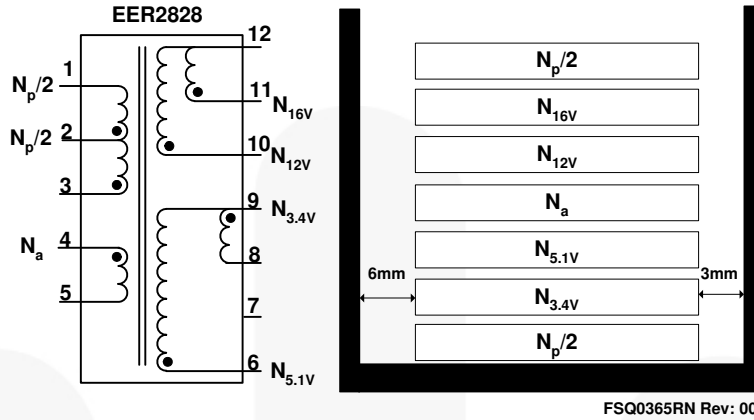 EER2828
1
N_p/2
2
N_p/2
3
4
N_a
5
12
11
N_16V
10
N_12V
9
N_3.4V
8
7
6
N_5.1V
N_p/2
N_16V
N_12V
N_a
N_5.1V
N_3.4V
N_p/2
6mm
3mm
FSQ0365RN Rev: 00